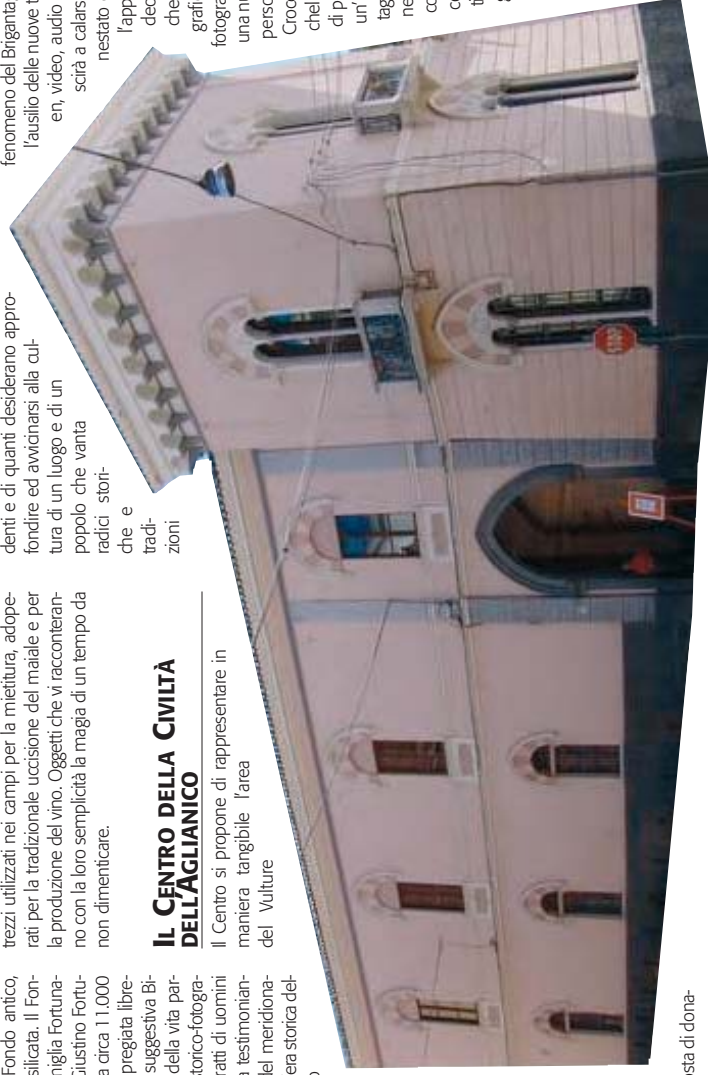 Fondo antico,
silicata. Il Fon-
niglia Fortuna-
Giustino Fortu-
a circa 11.000
pregiata libre-
suggestiva Bi-
della vita par-
torico-fotogra-
ratti di uomini
a testimonian-
del meridiona-
era storica del-
o
osta di dona-
trezzi utilizzati nei campi per la mietitura, adope-
rati per la tradizionale uccisione del maiale e per
la produzione del vino. Oggetti che vi racconteran-
no con la loro semplicità la magia di un tempo da
non dimenticare.
IL CENTRO DELLA CIVILTÀ
DELL'AGLIANICO
Il Centro si propone di rappresentare in
maniera tangibile l'area
del Vulture
denti e di quanti desiderano appro-
fondire ed avvicinarsi alla cul-
tura di un luogo e di un
popolo che vanta
radici stori-
che e
tradi-
zioni
fenomeno del Briganta
l'ausilio delle nuove t
en, video, audio
scirà a calars
nestato
l'app
dec
che
grafi
fotogra
una nu
perso
Croc
chel
di p
un'
tag
ne
co
STOP